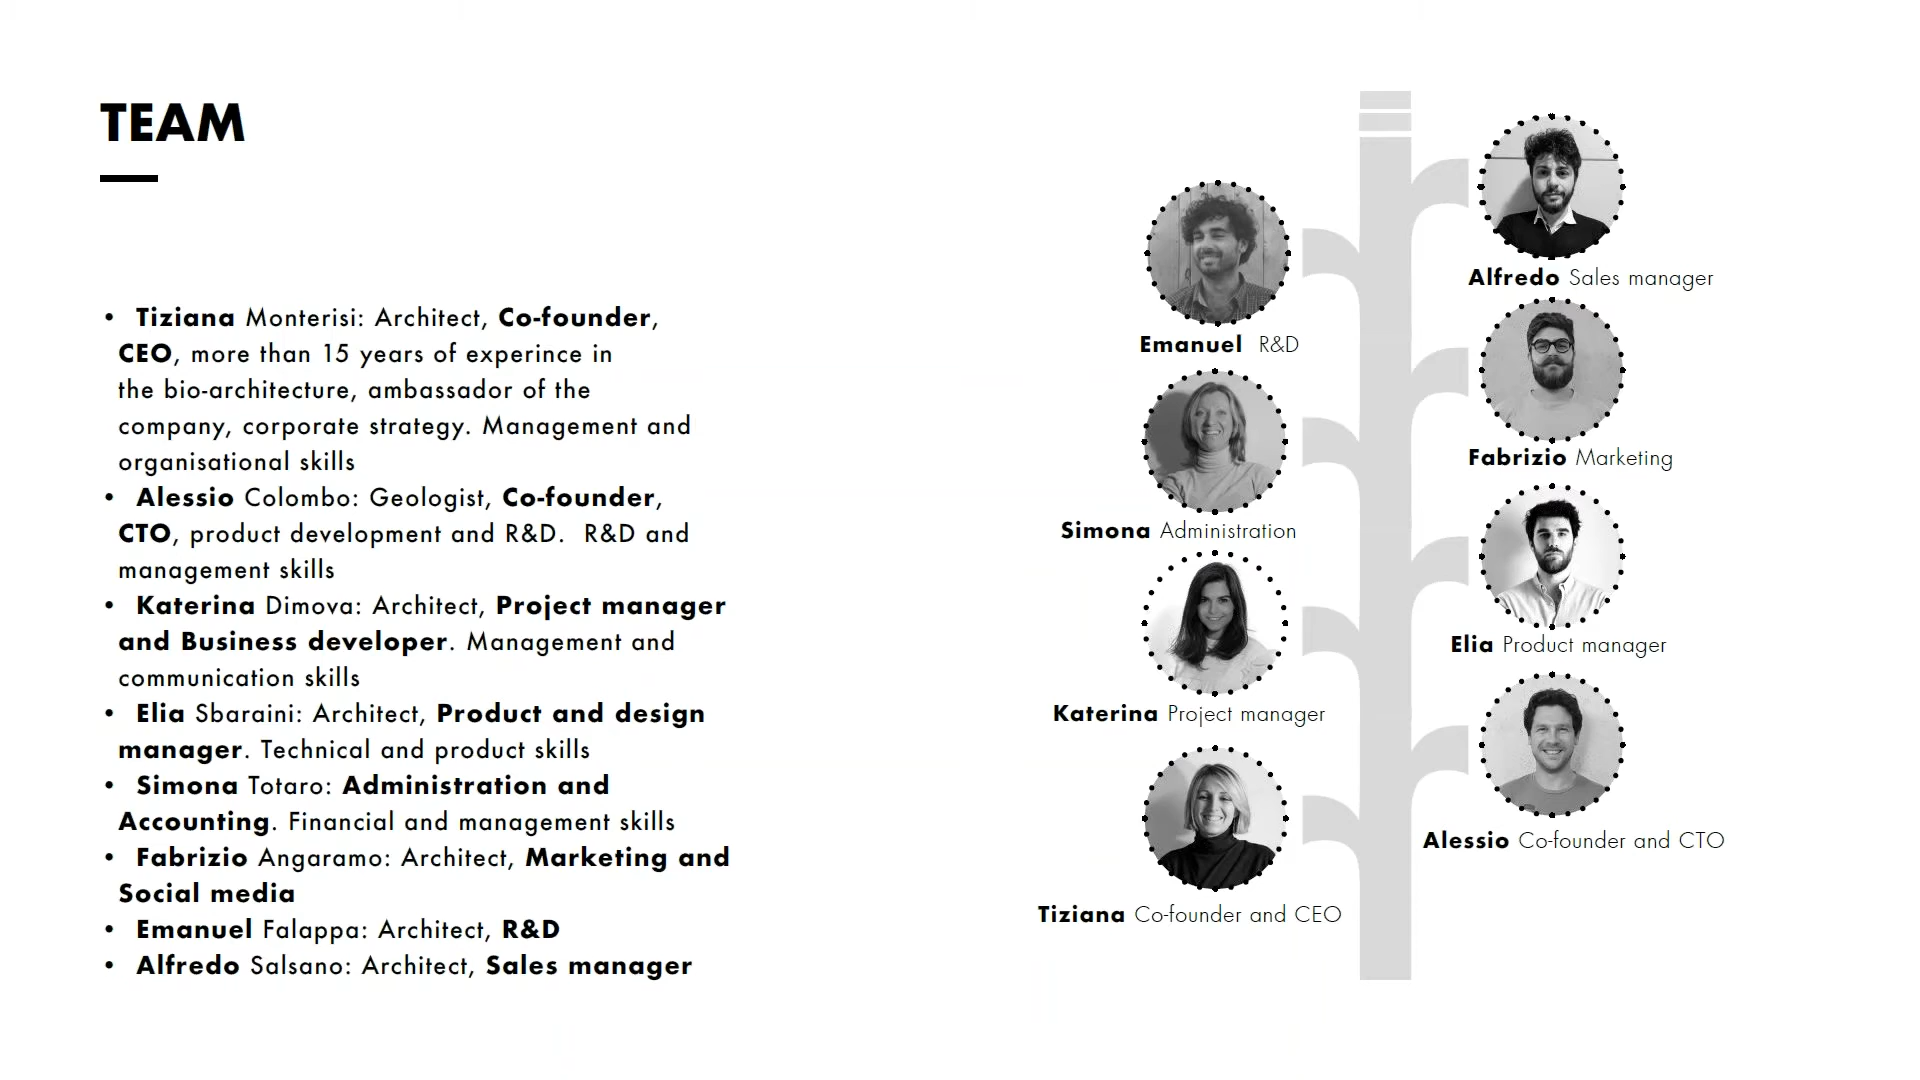 TEAM
• Tiziana Monterisi: Architect, Co-founder,
CEO, more than 15 years of experince in
the bio-architecture, ambassador of the
company, corporate strategy. Management and
organisational skills
• Alessio Colombo: Geologist, Co-founder,
CTO, product development and R&D.  R&D and
management skills
• Katerina Dimova: Architect, Project manager
and Business developer. Management and
communication skills
• Elia Sbaraini: Architect, Product and design
manager. Technical and product skills
• Simona Totaro: Administration and
Accounting. Financial and management skills
• Fabrizio Angaramo: Architect, Marketing and
Social media
• Emanuel Falappa: Architect, R&D
• Alfredo Salsano: Architect, Sales manager
Alfredo Sales manager
Emanuel  R&D
Fabrizio Marketing
Simona Administration
Elia Product manager
Katerina Project manager
Alessio Co-founder and CTO
Tiziana Co-founder and CEO